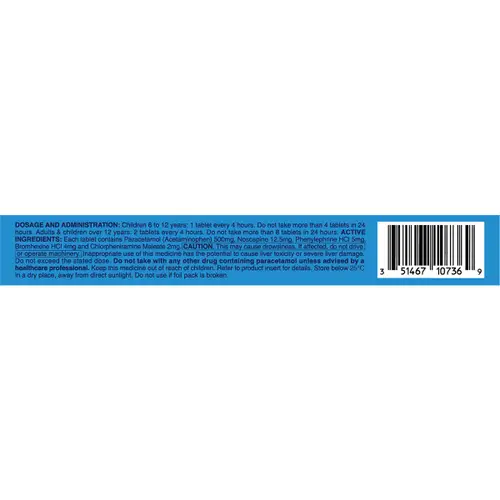 DOSAGE AND ADMINISTRATION: Children 6 to 12 years: 1 tablet every 4 hours. Do not take more than 4 tablets in 24
hours. Adults & children over 12 years: 2 tablets every 4 hours. Do not take more than 8 tablets in 24 hours. ACTIVE
INGREDIENTS: Each tablet contains Paracetamol (Acetaminophen) 500mg, Noscapine 12.5mg, Phenylephrine HCl 5mg,
Bromhexine HCl 4mg and Chlorpheniramine Maleate 2mg. CAUTION: This may cause drowsiness. If affected, do not drive
or operate machinery. Inappropriate use of this medicine has the potential to cause liver toxicity or severe liver damage.
Do not exceed the stated dose. Do not take with any other drug containing paracetamol unless advised by a
healthcare professional. Keep this medicine out of reach of children. Refer to product insert for details. Store below 25°C
in a dry place, away from direct sunlight. Do not use if foil pack is broken.
3 51467 10736 9